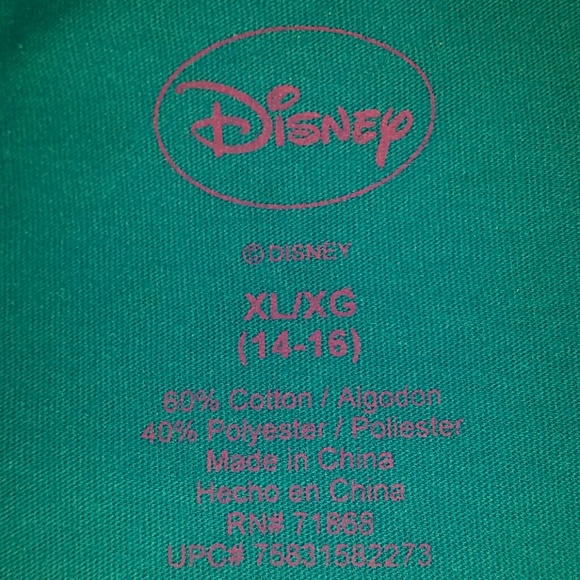 Disney
© DISNEY
XL/XG
(14-16)
60% Cotton / Algodon
40% Polyester / Poliester
Made in China
Hecho en China
RN# 71868
UPC# 75831582273